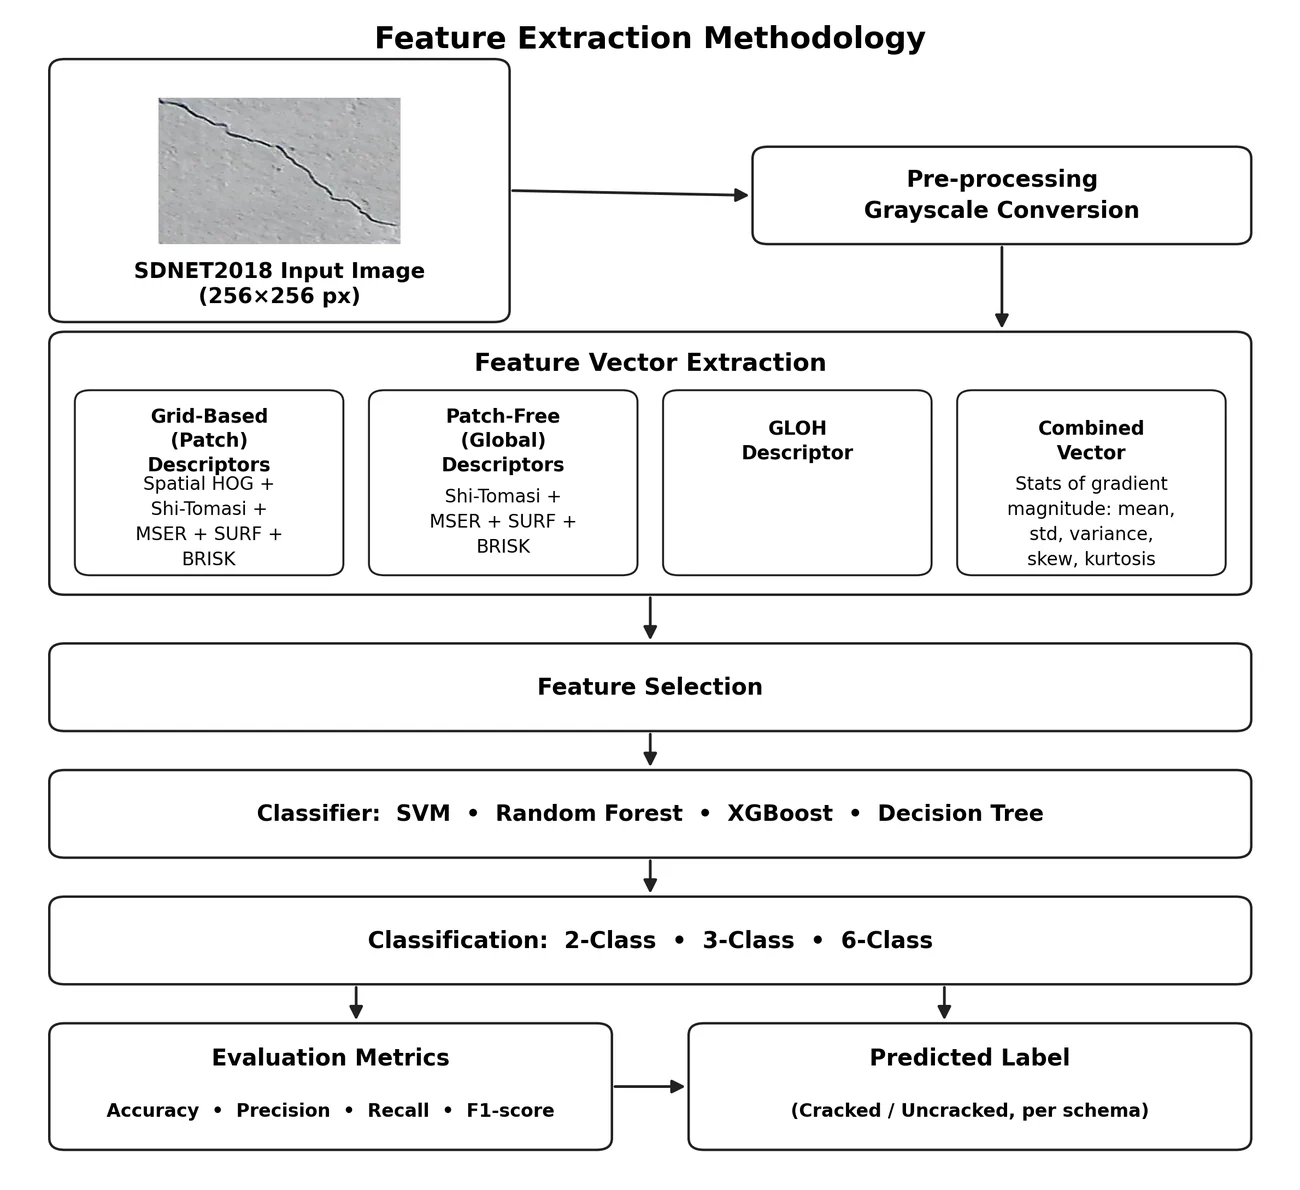 Feature Extraction Methodology
SDNET2018 Input Image
(256×256 px)
Pre-processing
Grayscale Conversion
Feature Vector Extraction
Grid-Based
(Patch)
Descriptors
Spatial HOG +
Shi-Tomasi +
MSER + SURF +
BRISK
Patch-Free
(Global)
Descriptors
Shi-Tomasi +
MSER + SURF +
BRISK
GLOH
Descriptor
Combined
Vector
Stats of gradient
magnitude: mean,
std, variance,
skew, kurtosis
Feature Selection
Classifier:  SVM  •  Random Forest  •  XGBoost  •  Decision Tree
Classification:  2-Class  •  3-Class  •  6-Class
Evaluation Metrics
Accuracy  •  Precision  •  Recall  •  F1-score
Predicted Label
(Cracked / Uncracked, per schema)